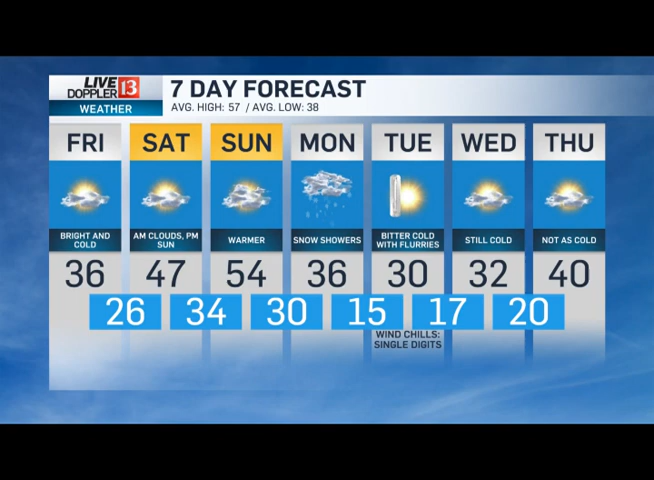 LIVE
DOPPLER 13
WEATHER
7 DAY FORECAST
AVG. HIGH: 57 / AVG. LOW: 38
FRI SAT SUN MON TUE WED THU
BRIGHT AND
COLD
AM CLOUDS, PM
SUN
WARMER
SNOW SHOWERS
BITTER COLD
WITH FLURRIES
STILL COLD
NOT AS COLD
36 47 54 36 30 32 40
26 34 30 15 17 20
WIND CHILLS:
SINGLE DIGITS